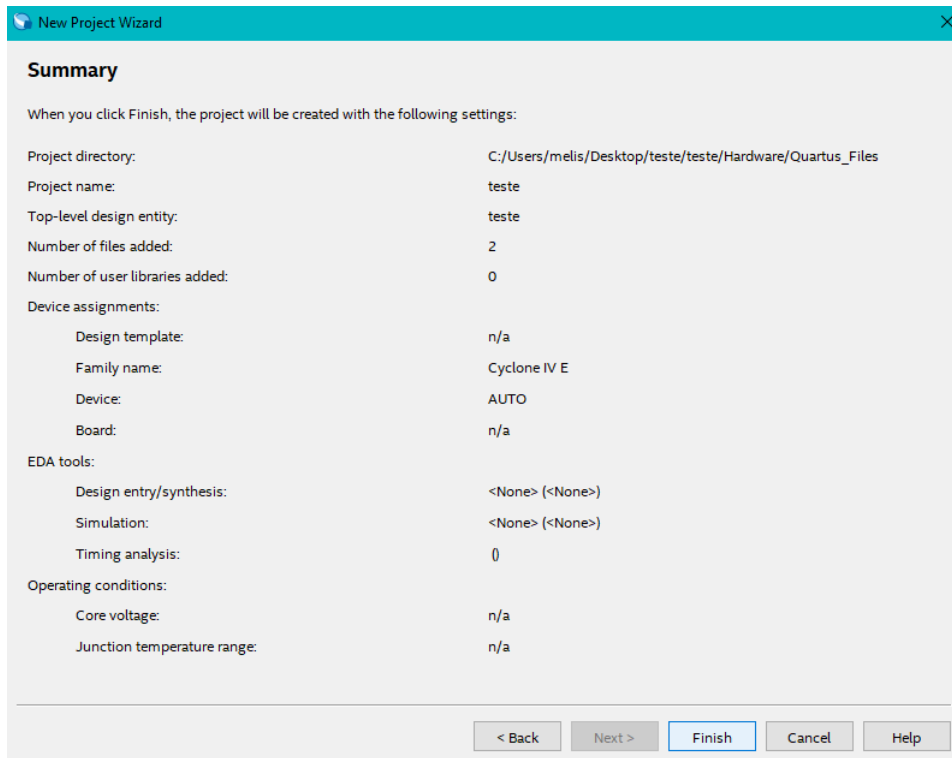 New Project Wizard
Summary
When you click Finish, the project will be created with the following settings:
Project directory: C:/Users/melis/Desktop/teste/teste/Hardware/Quartus_Files
Project name: teste
Top-level design entity: teste
Number of files added: 2
Number of user libraries added: 0
Device assignments:
Design template: n/a
Family name: Cyclone IV E
Device: AUTO
Board: n/a
EDA tools:
Design entry/synthesis: <None> (<None>)
Simulation: <None> (<None>)
Timing analysis: ()
Operating conditions:
Core voltage: n/a
Junction temperature range: n/a
< Back Next > Finish Cancel Help